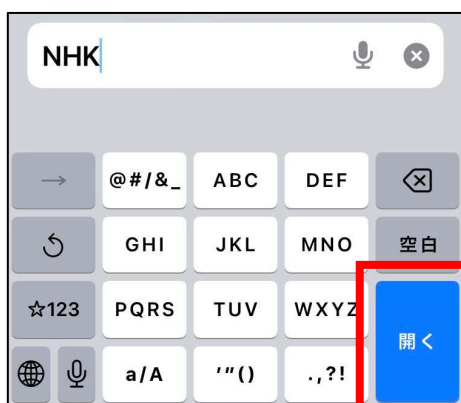 NHK
→ @#/&_ ABC DEF
GHI JKL MNO 空白
☆123 PQRS TUV WXYZ
開く
a/A '"() .,?!